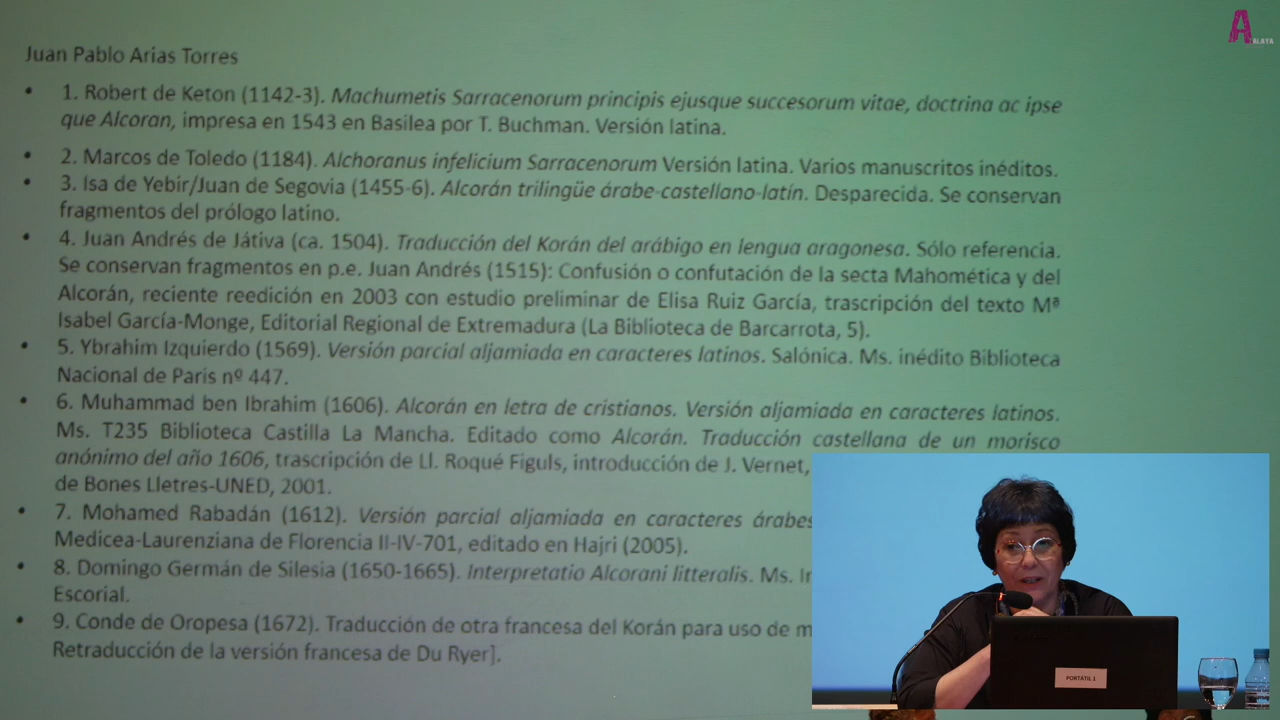 Juan Pablo Arias Torres
• 1. Robert de Keton (1142-3). Machumetis Sarracenorum principis ejusque succesorum vitae, doctrina ac ipse
que Alcoran, impresa en 1543 en Basilea por T. Buchman. Versión latina.
• 2. Marcos de Toledo (1184). Alchoranus infelicium Sarracenorum Versión latina. Varios manuscritos inéditos.
• 3. Isa de Yebir/Juan de Segovia (1455-6). Alcorán trilingüe árabe-castellano-latín. Desparecida. Se conservan
fragmentos del prólogo latino.
• 4. Juan Andrés de Játiva (ca. 1504). Traducción del Korán del arábigo en lengua aragonesa. Sólo referencia.
Se conservan fragmentos en p.e. Juan Andrés (1515): Confusión o confutación de la secta Mahomética y del
Alcorán, reciente reedición en 2003 con estudio preliminar de Elisa Ruiz García, trascripción del texto Mª
Isabel García-Monge, Editorial Regional de Extremadura (La Biblioteca de Barcarrota, 5).
• 5. Ybrahim Izquierdo (1569). Versión parcial aljamiada en caracteres latinos. Salónica. Ms. inédito Biblioteca
Nacional de Paris nº 447.
• 6. Muhammad ben Ibrahim (1606). Alcorán en letra de cristianos. Versión aljamiada en caracteres latinos.
Ms. T235 Biblioteca Castilla La Mancha. Editado como Alcorán. Traducción castellana de un morisco
anónimo del año 1606, trascripción de Ll. Roqué Figuls, introducción de J. Vernet,
de Bones Lletres-UNED, 2001.
• 7. Mohamed Rabadán (1612). Versión parcial aljamiada en caracteres árabes
Medicea-Laurenziana de Florencia II-IV-701, editado en Hajri (2005).
• 8. Domingo Germán de Silesia (1650-1665). Interpretatio Alcorani litteralis. Ms.
Escorial.
• 9. Conde de Oropesa (1672). Traducción de otra francesa del Korán para uso de
Retraducción de la versión francesa de Du Ryer].
PORTÁTIL 1
A ALAYA